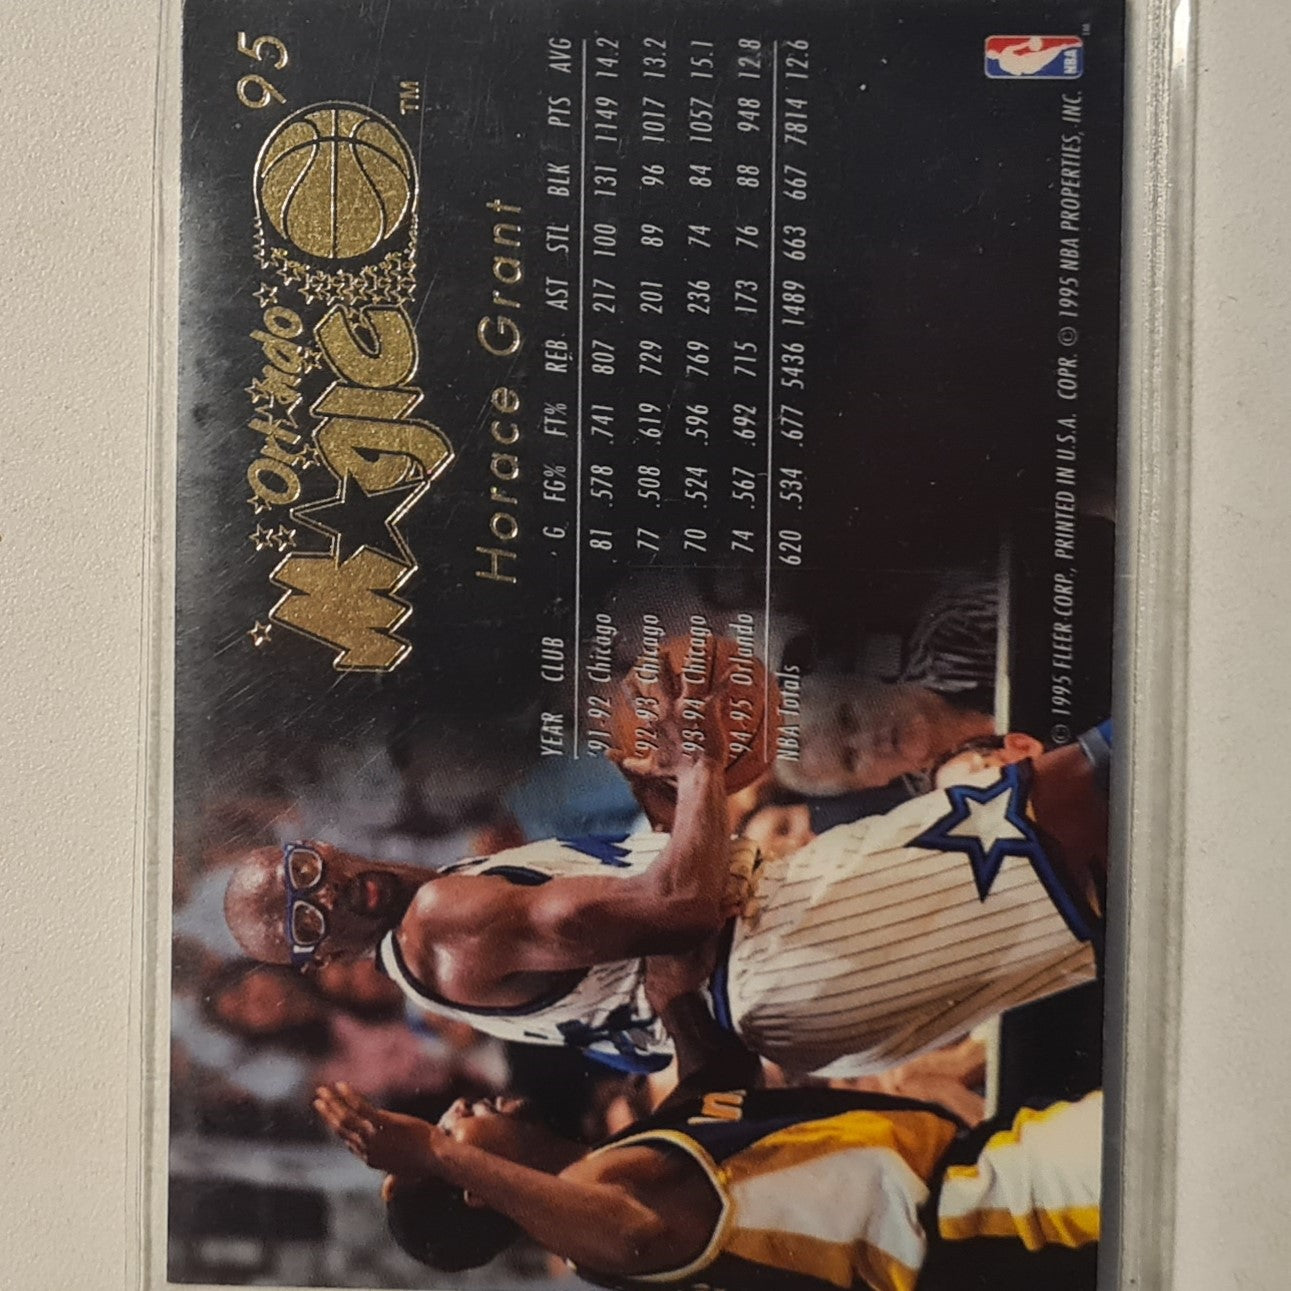 95
Orlando
Magic™
Horace Grant
YEAR CLUB G FG% FT% REB AST STL BLK PTS AVG
'91-92 Chicago 81 .578 .741 807 217 100 131 1149 14.2
'92-93 Chicago 77 .508 .619 729 201 89 96 1017 13.2
'93-94 Chicago 70 .524 .596 769 236 74 84 1057 15.1
'94-95 Orlando 74 .567 .692 715 173 76 88 948 12.8
NBA Totals 620 .534 .677 5436 1489 663 667 7814 12.6
© 1995 FLEER CORP., PRINTED IN U.S.A. COPR. © 1995 NBA PROPERTIES, INC.
NBA ™